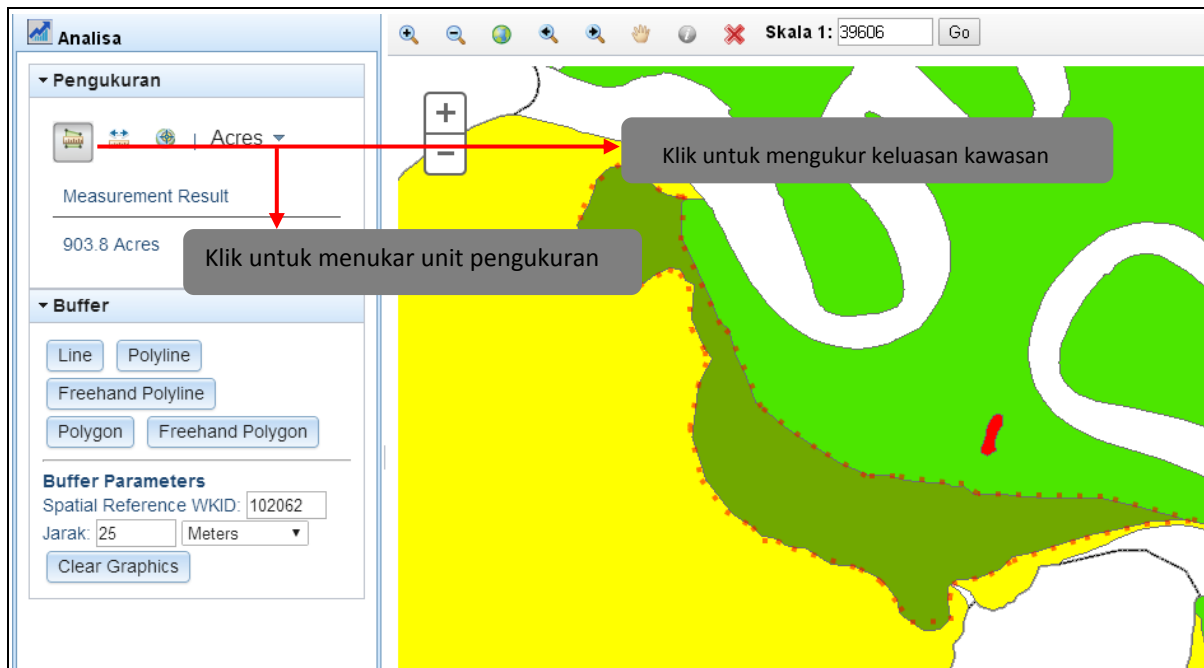 Analisa
Skala 1: 39606 Go
Pengukuran
Acres
Klik untuk mengukur keluasan kawasan
Measurement Result
903.8 Acres
Klik untuk menukar unit pengukuran
Buffer
Line Polyline
Freehand Polyline
Polygon Freehand Polygon
Buffer Parameters
Spatial Reference WKID: 102062
Jarak: 25 Meters
Clear Graphics